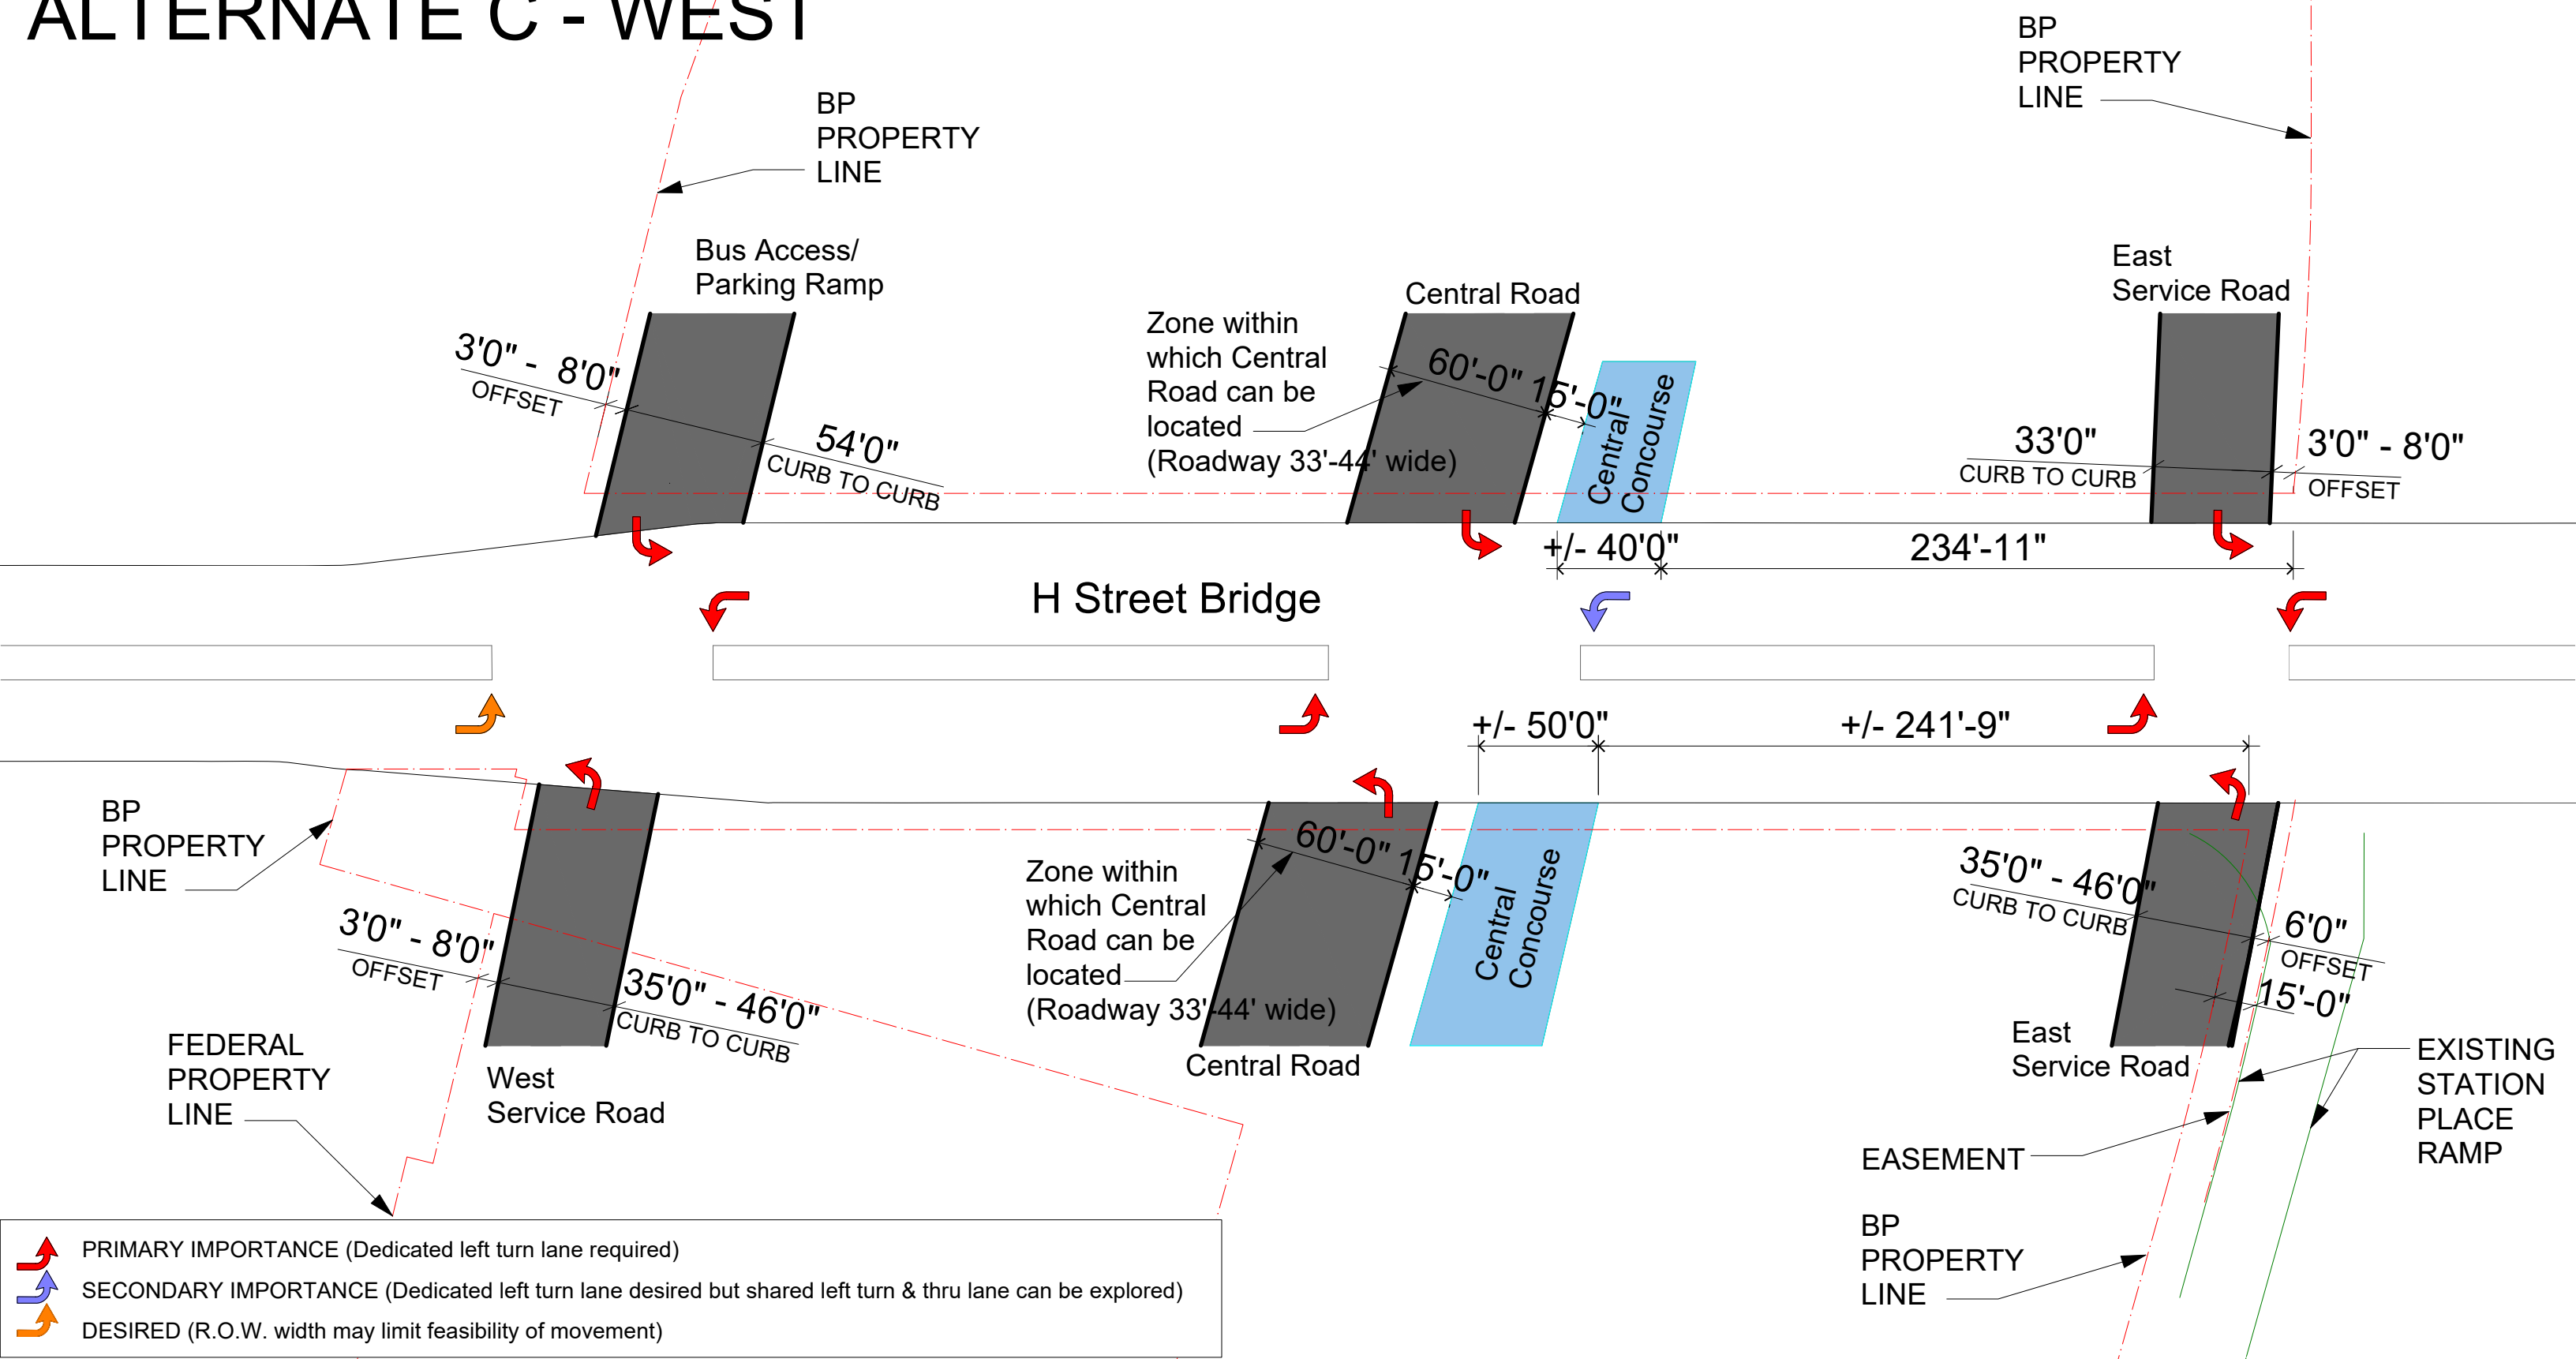 ALTERNATE C - WEST
BP
PROPERTY
LINE
BP
PROPERTY
LINE
Bus Access/
Parking Ramp
East
Service Road
Central Road
Zone within
which Central
Road can be
located
(Roadway 33'-44' wide)
3'0" - 8'0"
OFFSET
54'0"
CURB TO CURB
60'-0"
15'-0"
Central
Concourse
33'0"
CURB TO CURB
3'0" - 8'0"
OFFSET
+/- 40'0"
234'-11"
H Street Bridge
+/- 50'0"
+/- 241'-9"
BP
PROPERTY
LINE
60'-0"
15'-0"
Central
Concourse
Zone within
which Central
Road can be
located
(Roadway 33'-44' wide)
Central Road
3'0" - 8'0"
OFFSET
35'0" - 46'0"
CURB TO CURB
35'0" - 46'0"
CURB TO CURB
6'0"
OFFSET
15'-0"
FEDERAL
PROPERTY
LINE
West
Service Road
East
Service Road
EXISTING
STATION
PLACE
RAMP
EASEMENT
BP
PROPERTY
LINE
PRIMARY IMPORTANCE (Dedicated left turn lane required)
SECONDARY IMPORTANCE (Dedicated left turn lane desired but shared left turn & thru lane can be explored)
DESIRED (R.O.W. width may limit feasibility of movement)